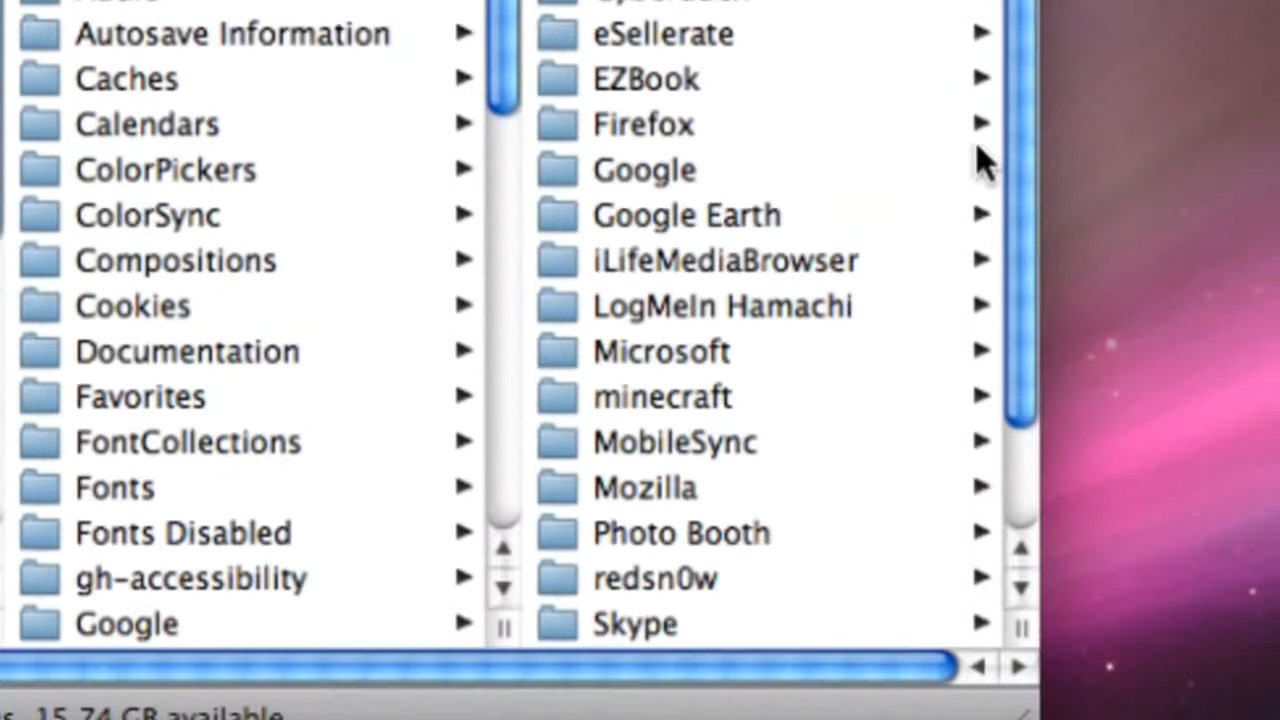 Autosave Information
Caches
Calendars
ColorPickers
ColorSync
Compositions
Cookies
Documentation
Favorites
FontCollections
Fonts
Fonts Disabled
gh-accessibility
Google
eSellerate
EZBook
Firefox
Google
Google Earth
iLifeMediaBrowser
LogMeIn Hamachi
Microsoft
minecraft
MobileSync
Mozilla
Photo Booth
redsn0w
Skype
15.74 GB available